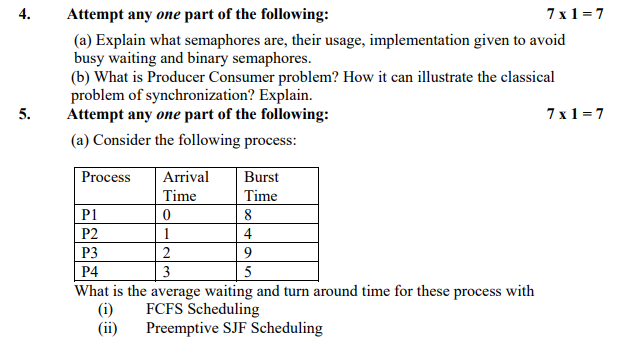 4. Attempt any one part of the following: 7 x 1 = 7
(a) Explain what semaphores are, their usage, implementation given to avoid
busy waiting and binary semaphores.
(b) What is Producer Consumer problem? How it can illustrate the classical
problem of synchronization? Explain.
5. Attempt any one part of the following: 7 x 1 = 7
(a) Consider the following process:
Process Arrival Time Burst Time
P1 0 8
P2 1 4
P3 2 9
P4 3 5
What is the average waiting and turn around time for these process with
(i) FCFS Scheduling
(ii) Preemptive SJF Scheduling